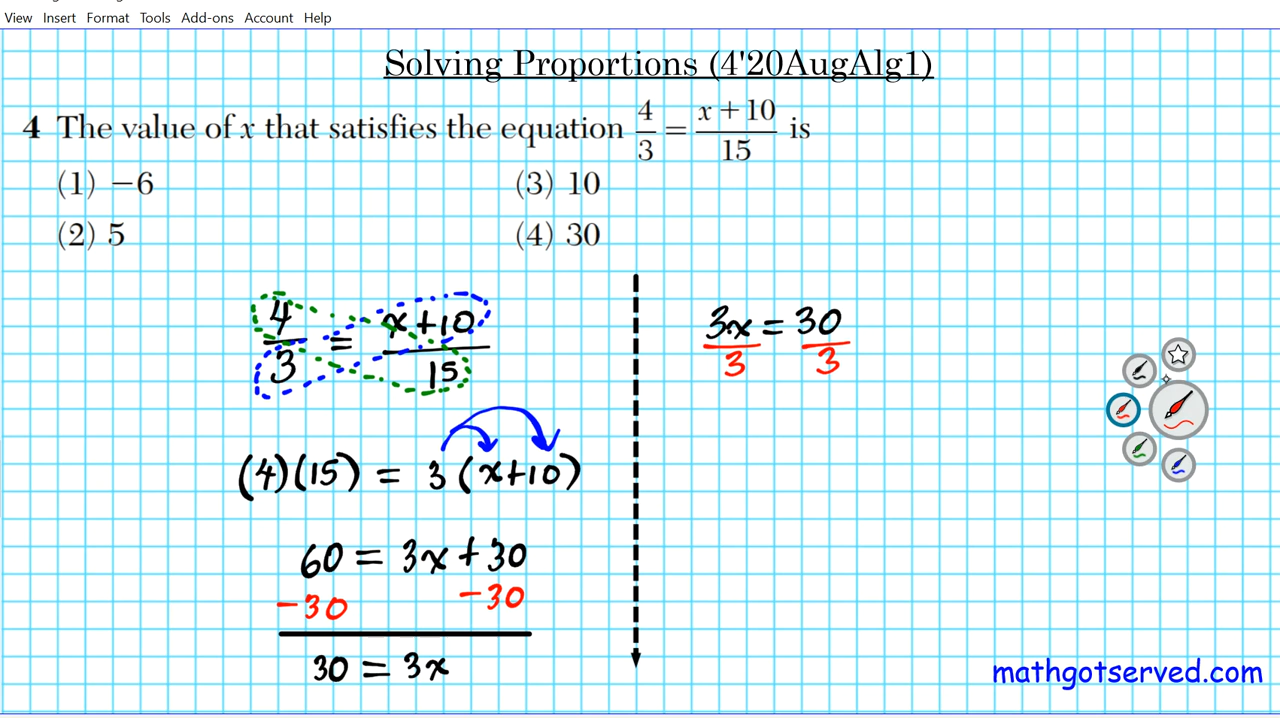 View Insert Format Tools Add-ons Account Help
Solving Proportions (4'20AugAlg1)
4 The value of x that satisfies the equation 4/3 = x + 10/15 is
(1) −6 (3) 10
(2) 5 (4) 30
4/3 = x+10/15
(4)(15) = 3(x+10)
60 = 3x + 30
−30 −30
30 = 3x
3x = 30
3 3
mathgotserved.com